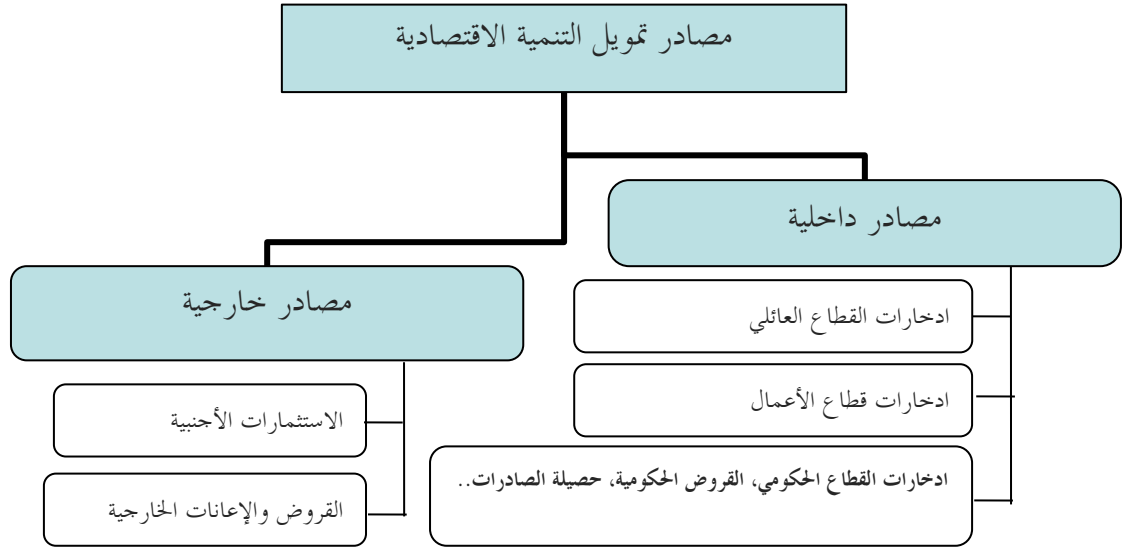 مصادر تمويل التنمية الاقتصادية
مصادر داخلية
ادخارات القطاع العائلي
ادخارات قطاع الأعمال
ادخارات القطاع الحكومي، القروض الحكومية، حصيلة الصادرات..
مصادر خارجية
الاستثمارات الأجنبية
القروض والإعانات الخارجية